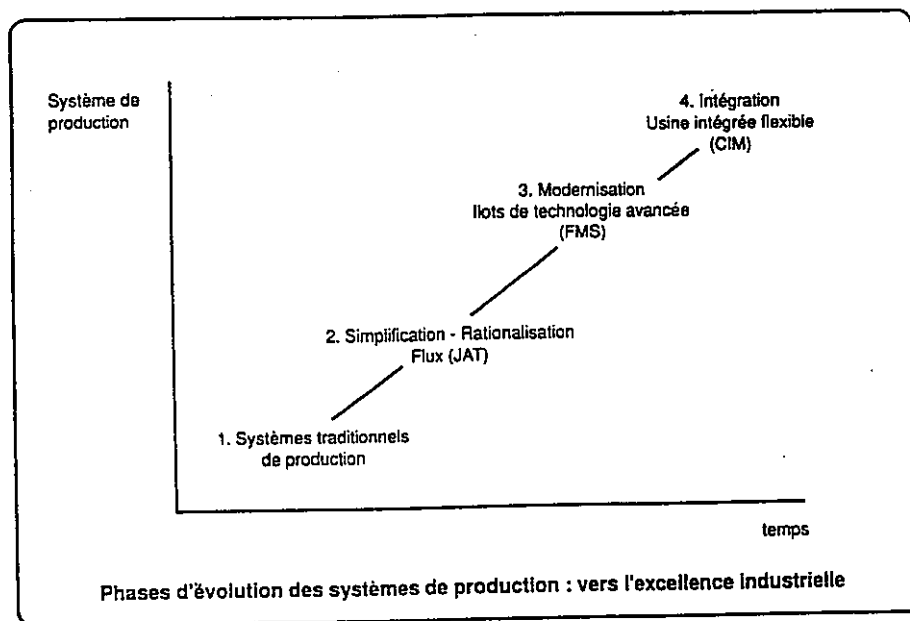 Système de
production
4. Intégration
Usine intégrée flexible
(CIM)
3. Modernisation
Ilots de technologie avancée
(FMS)
2. Simplification - Rationalisation
Flux (JAT)
1. Systèmes traditionnels
de production
temps
Phases d'évolution des systèmes de production : vers l'excellence industrielle